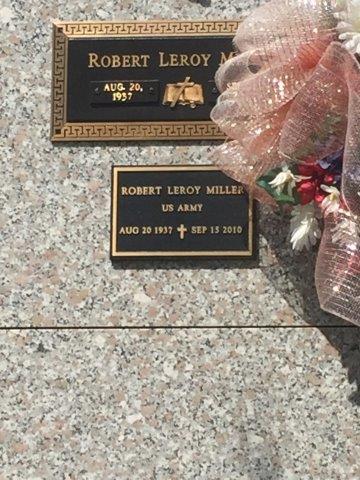 ROBERT LEROY M
AUG. 20,
1937
ROBERT LEROY MILLER
US ARMY
AUG 20 1937 SEP 15 2010